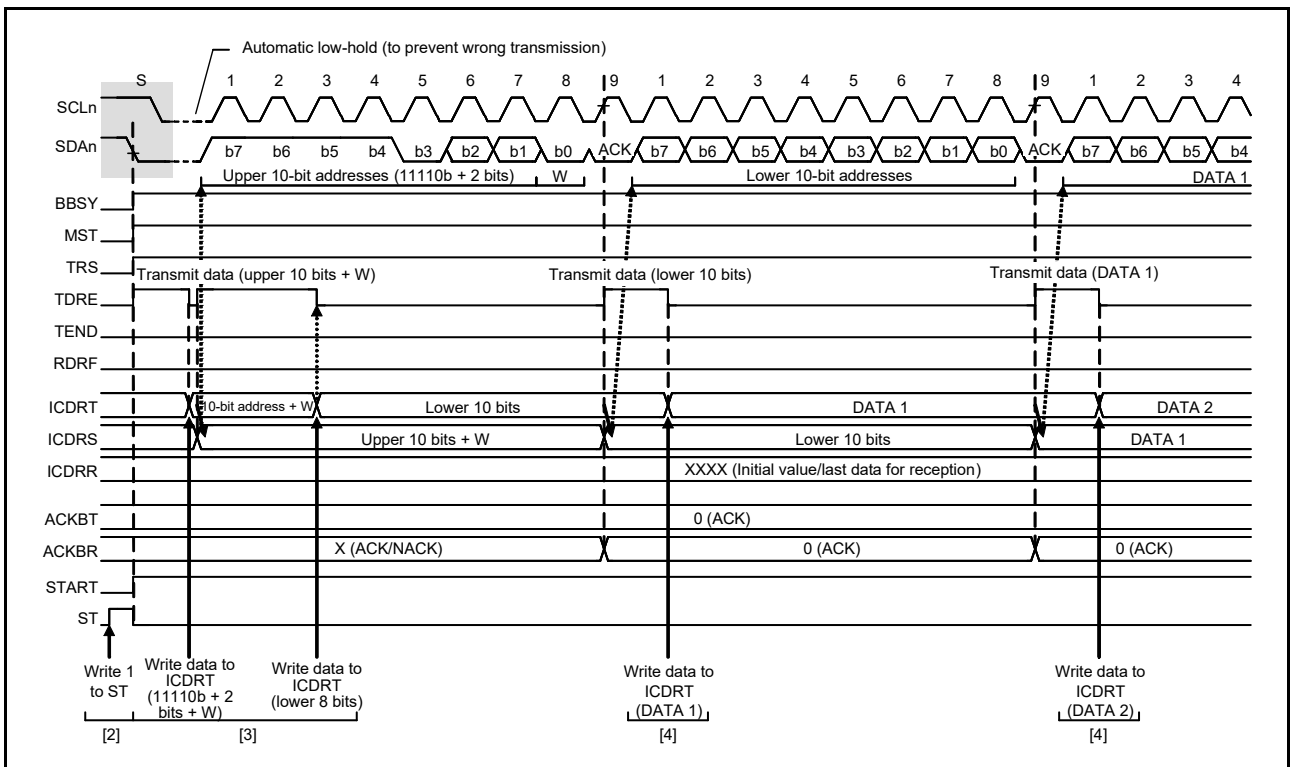 Automatic low-hold (to prevent wrong transmission)
S 1 2 3 4 5 6 7 8 9 1 2 3 4 5 6 7 8 9 1 2 3 4
SCLn
SDAn b7 b6 b5 b4 b3 b2 b1 b0 ACK b7 b6 b5 b4 b3 b2 b1 b0 ACK b7 b6 b5 b4
Upper 10-bit addresses (11110b + 2 bits) W Lower 10-bit addresses DATA 1
BBSY
MST
TRS
Transmit data (upper 10 bits + W) Transmit data (lower 10 bits) Transmit data (DATA 1)
TDRE
TEND
RDRF
ICDRT 10-bit address + W Lower 10 bits DATA 1 DATA 2
ICDRS Upper 10 bits + W Lower 10 bits DATA 1
ICDRR XXXX (Initial value/last data for reception)
ACKBT 0 (ACK)
ACKBR X (ACK/NACK) 0 (ACK) 0 (ACK)
START
ST
Write 1
to ST
Write data to
ICDRT
(11110b + 2
bits + W)
Write data to
ICDRT
(lower 8 bits)
Write data to
ICDRT
(DATA 1)
Write data to
ICDRT
(DATA 2)
[2] [3] [4] [4]